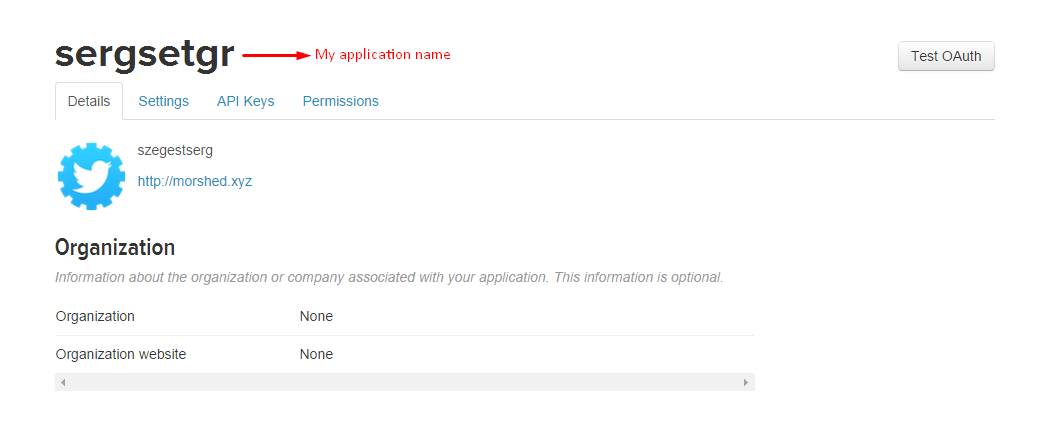 sergsetgr My application name Test OAuth
Details Settings API Keys Permissions
szegestserg
http://morshed.xyz
Organization
Information about the organization or company associated with your application. This information is optional.
Organization None
Organization website None